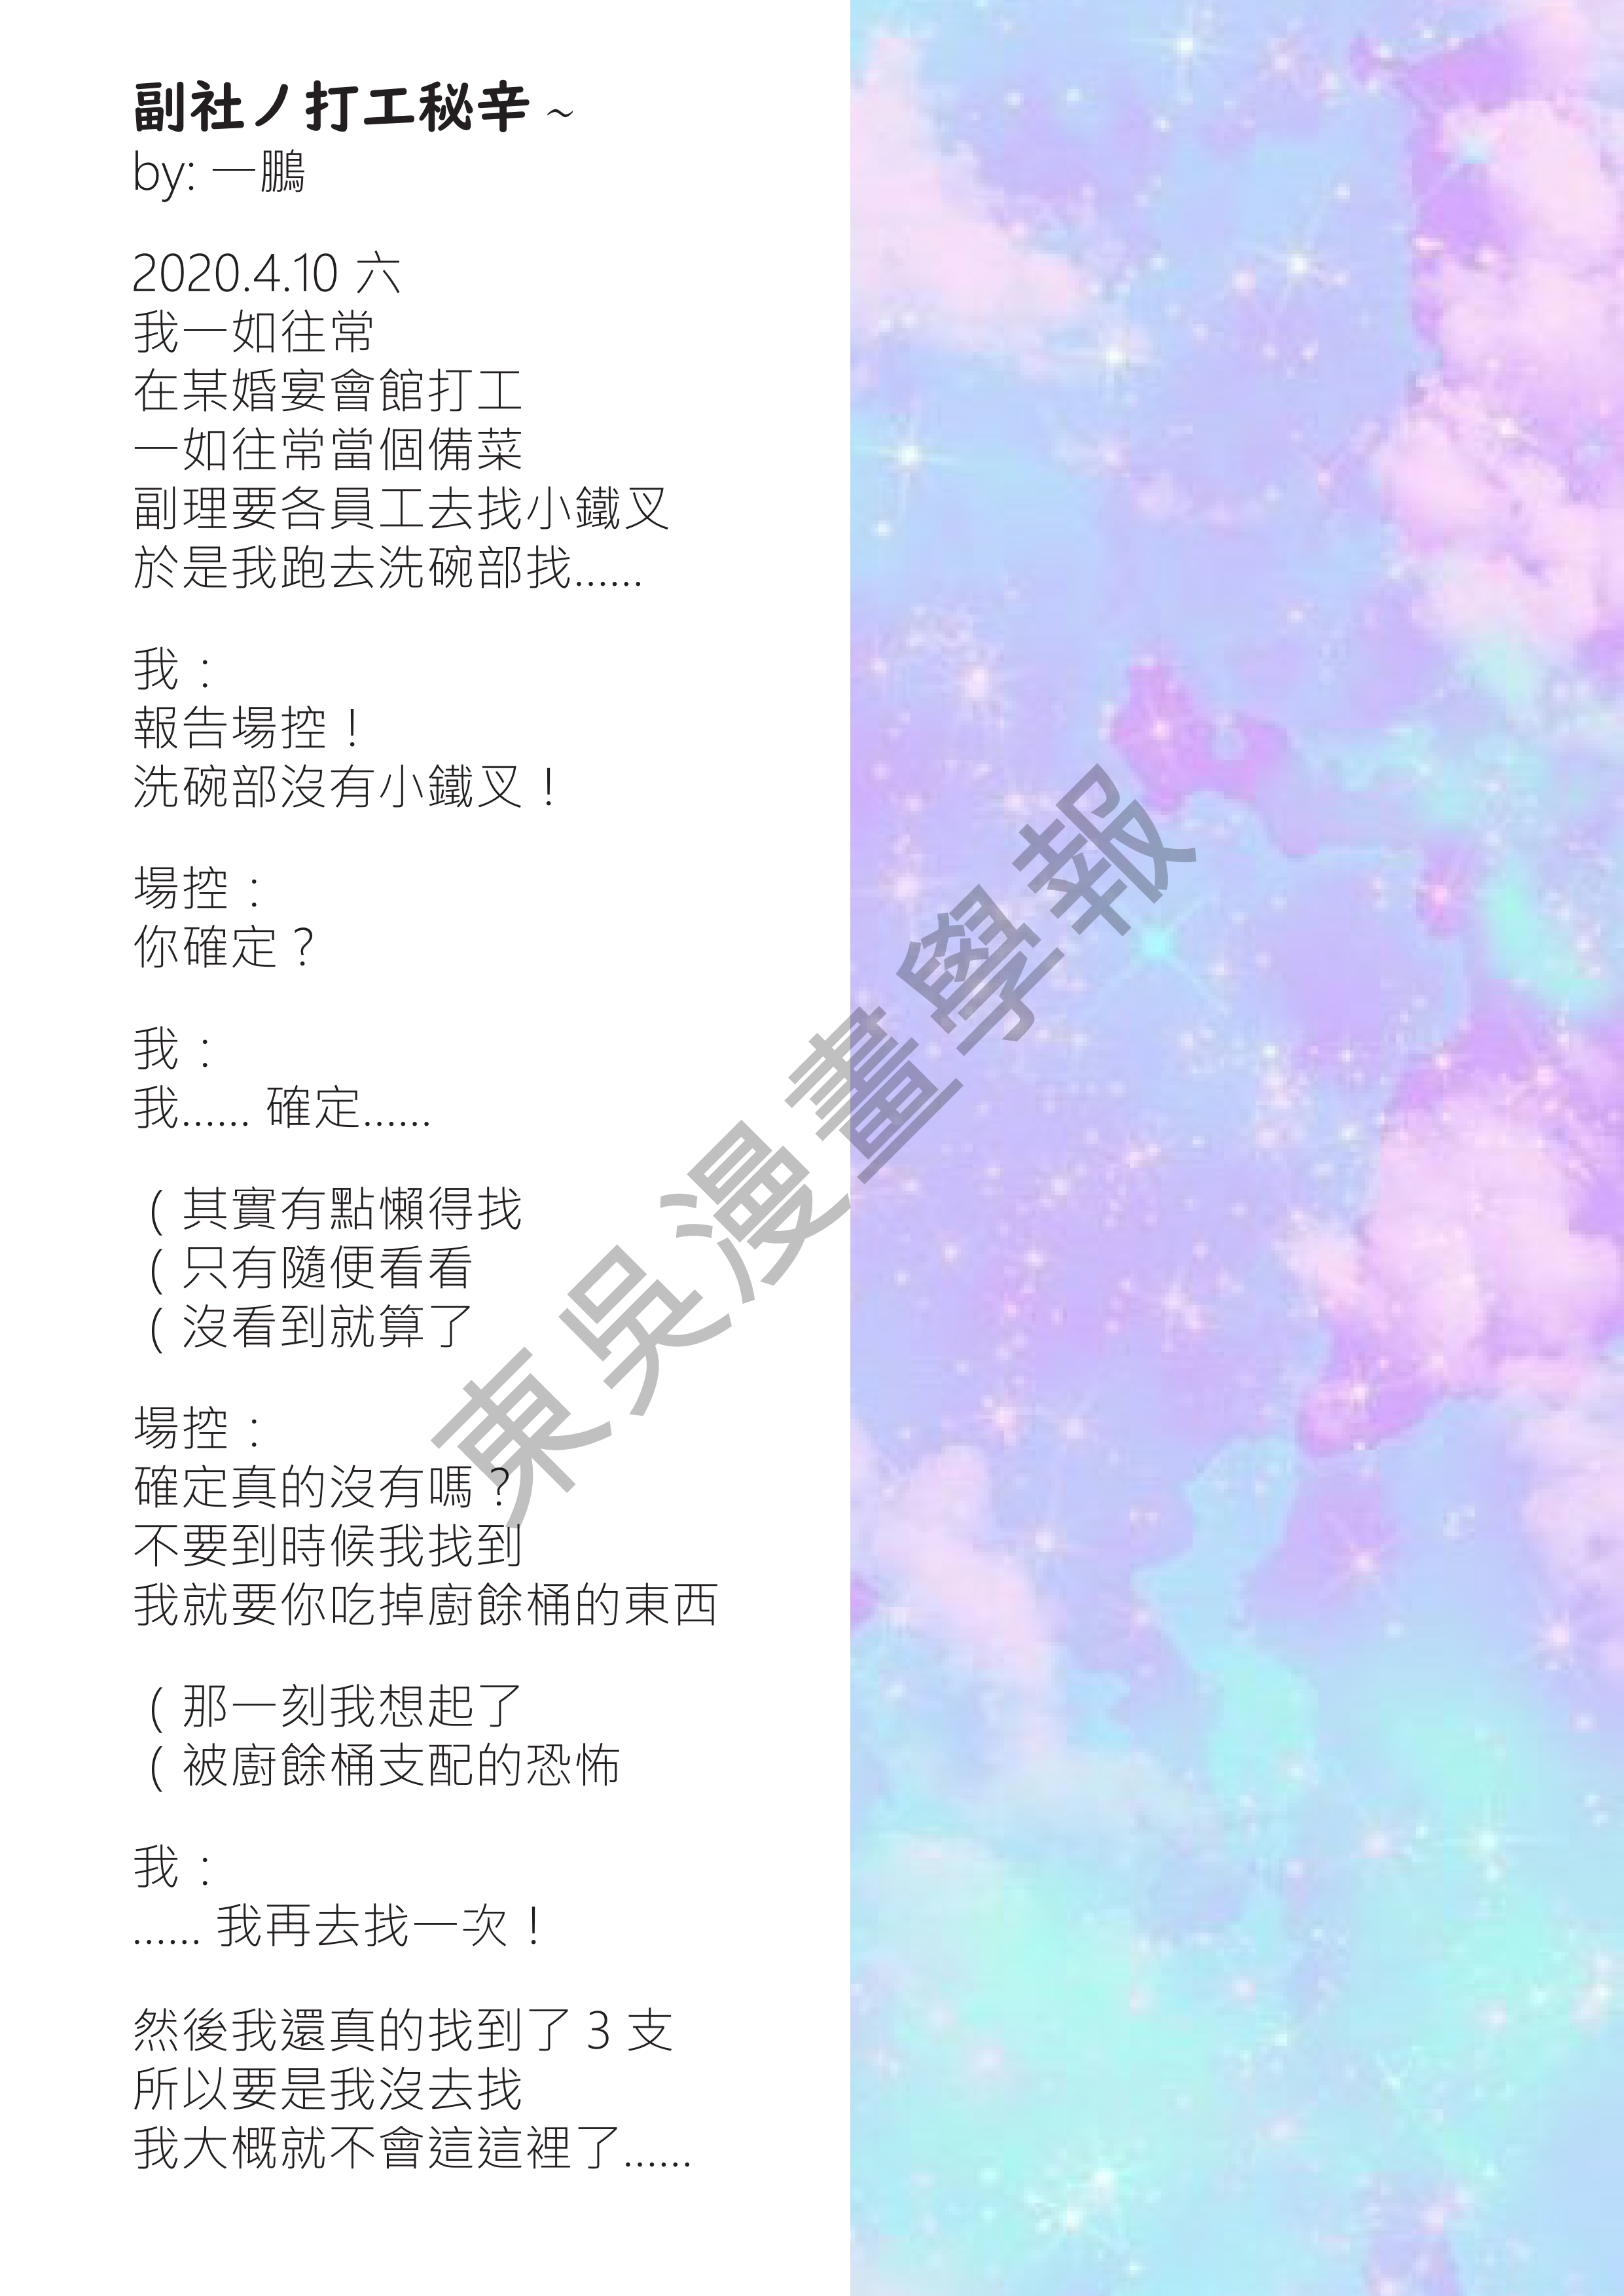 副社ノ打工秘辛 ~
by: 一鵬
2020.4.10 六
我一如往常
在某婚宴會館打工
一如往常當個備菜
副理要各員工去找小鐵叉
於是我跑去洗碗部找......
我：
報告場控！
洗碗部沒有小鐵叉！
場控：
你確定？
我：
我...... 確定......
（其實有點懶得找
（只有隨便看看
（沒看到就算了
場控：
確定真的沒有嗎？
不要到時候我找到
我就要你吃掉廚餘桶的東西
（那一刻我想起了
（被廚餘桶支配的恐怖
我：
...... 我再去找一次！
然後我還真的找到了 3 支
所以要是我沒去找
我大概就不會這這裡了......
東吳漫畫學報